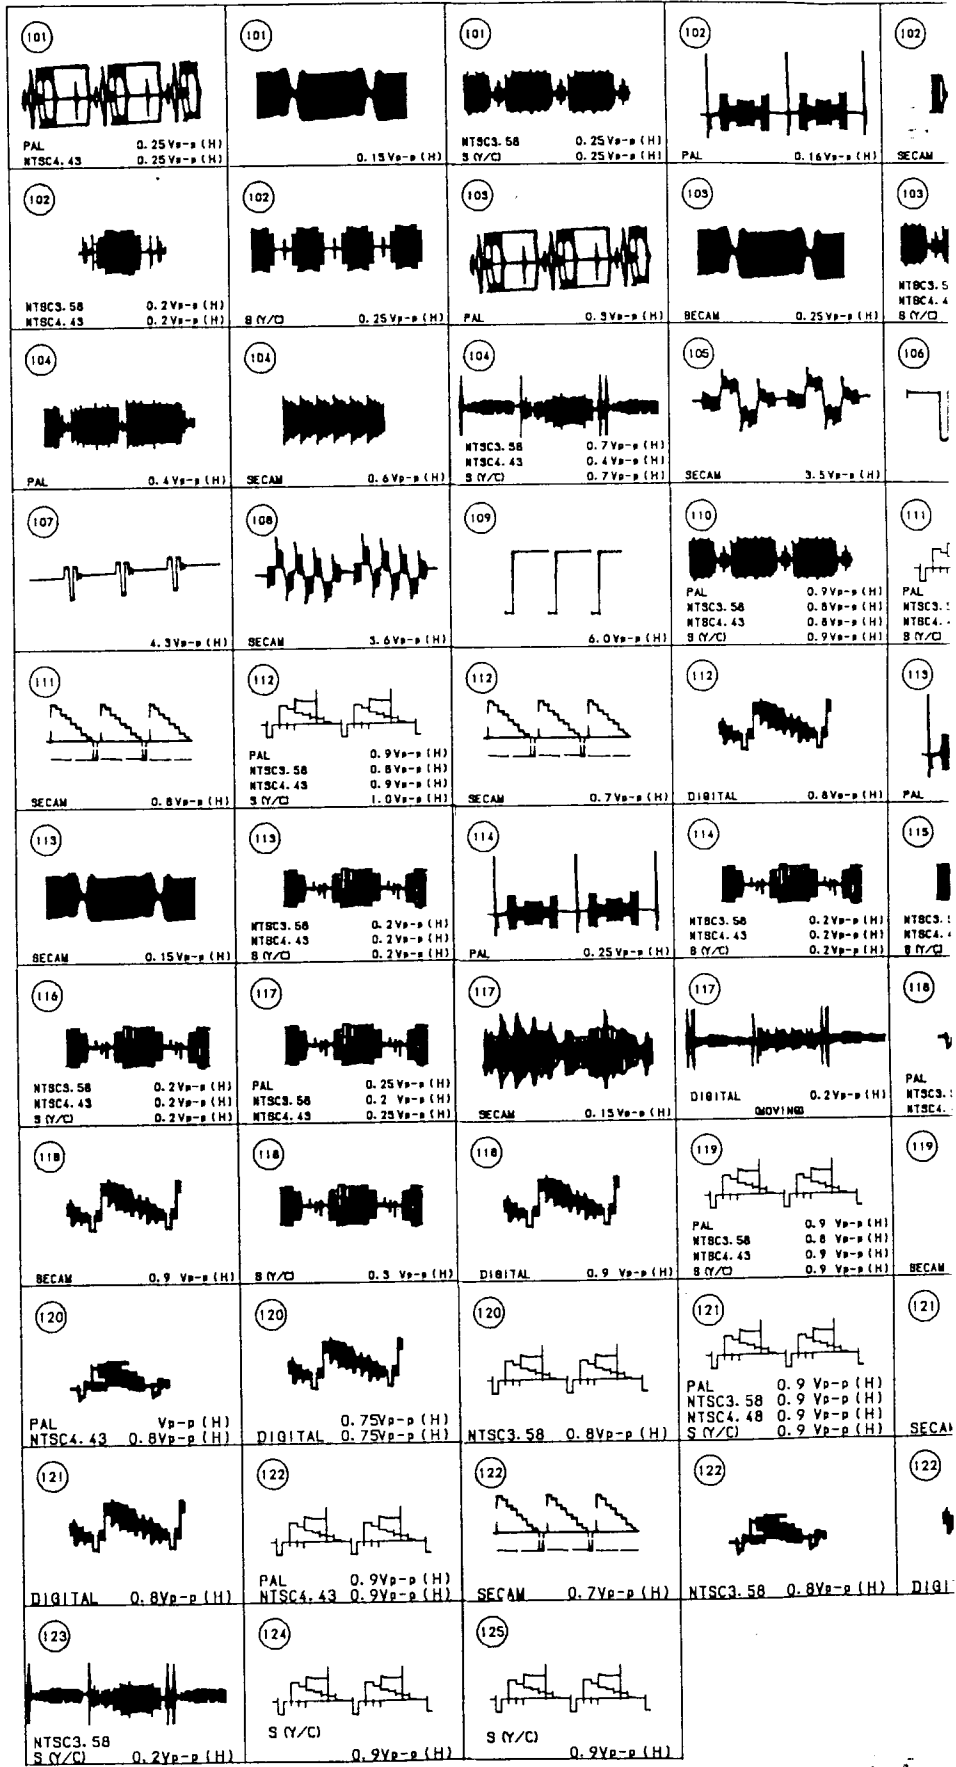 101
PAL 0.25Vp-p(H)
NTSC4.43 0.25Vp-p(H)
101
0.15Vp-p(H)
101
NTSC3.58 0.25Vp-p(H)
S(Y/C) 0.25Vp-p(H)
102
PAL 0.16Vp-p(H)
102
SECAM
102
NTSC3.58 0.2Vp-p(H)
NTSC4.43 0.2Vp-p(H)
102
S(Y/C) 0.25Vp-p(H)
103
PAL 0.3Vp-p(H)
103
SECAM 0.25Vp-p(H)
103
NTSC3.5
NTSC4.4
S(Y/C)
104
PAL 0.4Vp-p(H)
104
SECAM 0.6Vp-p(H)
104
NTSC3.58 0.7Vp-p(H)
NTSC4.43 0.4Vp-p(H)
S(Y/C) 0.7Vp-p(H)
105
SECAM 3.5Vp-p(H)
106
107
4.3Vp-p(H)
108
SECAM 3.6Vp-p(H)
109
6.0Vp-p(H)
110
PAL 0.9Vp-p(H)
NTSC3.58 0.8Vp-p(H)
NTSC4.43 0.8Vp-p(H)
S(Y/C) 0.9Vp-p(H)
111
PAL
NTSC3.
NTSC4.
S(Y/C)
111
SECAM 0.8Vp-p(H)
112
PAL 0.9Vp-p(H)
NTSC3.58 0.8Vp-p(H)
NTSC4.43 0.9Vp-p(H)
S(Y/C) 1.0Vp-p(H)
112
SECAM 0.7Vp-p(H)
112
DIGITAL 0.8Vp-p(H)
113
PAL
113
SECAM 0.15Vp-p(H)
113
NTSC3.58 0.2Vp-p(H)
NTSC4.43 0.2Vp-p(H)
S(Y/C) 0.2Vp-p(H)
114
PAL 0.25Vp-p(H)
114
NTSC3.58 0.2Vp-p(H)
NTSC4.43 0.2Vp-p(H)
S(Y/C) 0.2Vp-p(H)
115
NTSC3.
NTSC4.
S(Y/C)
116
NTSC3.58 0.2Vp-p(H)
NTSC4.43 0.2Vp-p(H)
S(Y/C) 0.2Vp-p(H)
117
PAL 0.25Vp-p(H)
NTSC3.58 0.2 Vp-p(H)
NTSC4.43 0.25Vp-p(H)
117
SECAM 0.15Vp-p(H)
117
DIGITAL 0.2Vp-p(H)
(MOVING)
118
PAL
NTSC3.
NTSC4.
118
SECAM 0.9 Vp-p(H)
118
S(Y/C) 0.3 Vp-p(H)
118
DIGITAL 0.9 Vp-p(H)
119
PAL 0.9 Vp-p(H)
NTSC3.58 0.8 Vp-p(H)
NTSC4.43 0.9 Vp-p(H)
S(Y/C) 0.9 Vp-p(H)
119
SECAM
120
PAL Vp-p(H)
NTSC4.43 0.8Vp-p(H)
120
0.75Vp-p(H)
DIGITAL 0.75Vp-p(H)
120
NTSC3.58 0.8Vp-p(H)
121
PAL 0.9 Vp-p(H)
NTSC3.58 0.9 Vp-p(H)
NTSC4.48 0.9 Vp-p(H)
S(Y/C) 0.9 Vp-p(H)
121
SECAM
121
DIGITAL 0.8Vp-p(H)
122
PAL 0.9Vp-p(H)
NTSC4.43 0.9Vp-p(H)
122
SECAM 0.7Vp-p(H)
122
NTSC3.58 0.8Vp-p(H)
122
DIGI
123
NTSC3.58
S(Y/C) 0.2Vp-p(H)
124
S(Y/C)
0.9Vp-p(H)
125
S(Y/C)
0.9Vp-p(H)